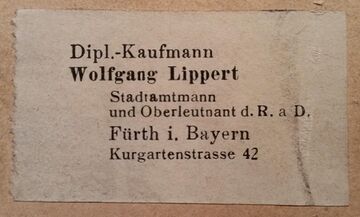 Dipl.-Kaufmann
Wolfgang Lippert
Stadtamtmann
und Oberleutnant d. R. a D.
Fürth i. Bayern
Kurgartenstrasse 42